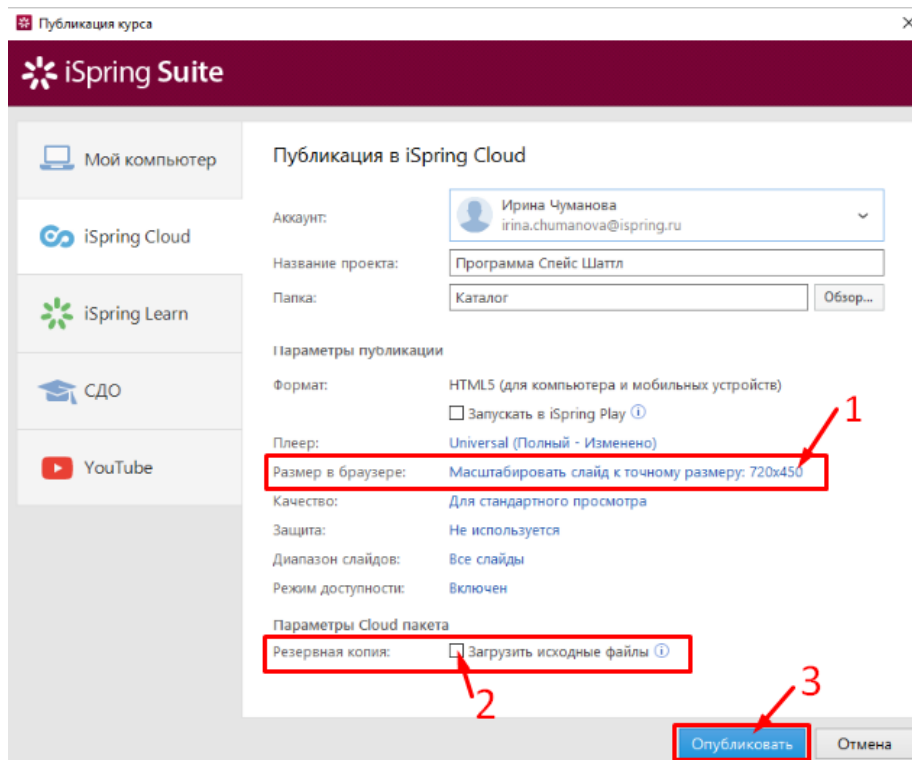 Публикация курса
iSpring Suite
Мой компьютер
iSpring Cloud
iSpring Learn
СДО
YouTube
Публикация в iSpring Cloud
Аккаунт:
Ирина Чуманова
irina.chumanova@ispring.ru
Название проекта: Программа Спейс Шаттл
Папка: Каталог Обзор...
Параметры публикации
Формат: HTML5 (для компьютера и мобильных устройств)
Запускать в iSpring Play
1
Плеер: Universal (Полный - Изменено)
Размер в браузере: Масштабировать слайд к точному размеру: 720x450
Качество: Для стандартного просмотра
Защита: Не используется
Диапазон слайдов: Все слайды
Режим доступности: Включен
Параметры Cloud пакета
Резервная копия: Загрузить исходные файлы
2
3
Опубликовать Отмена